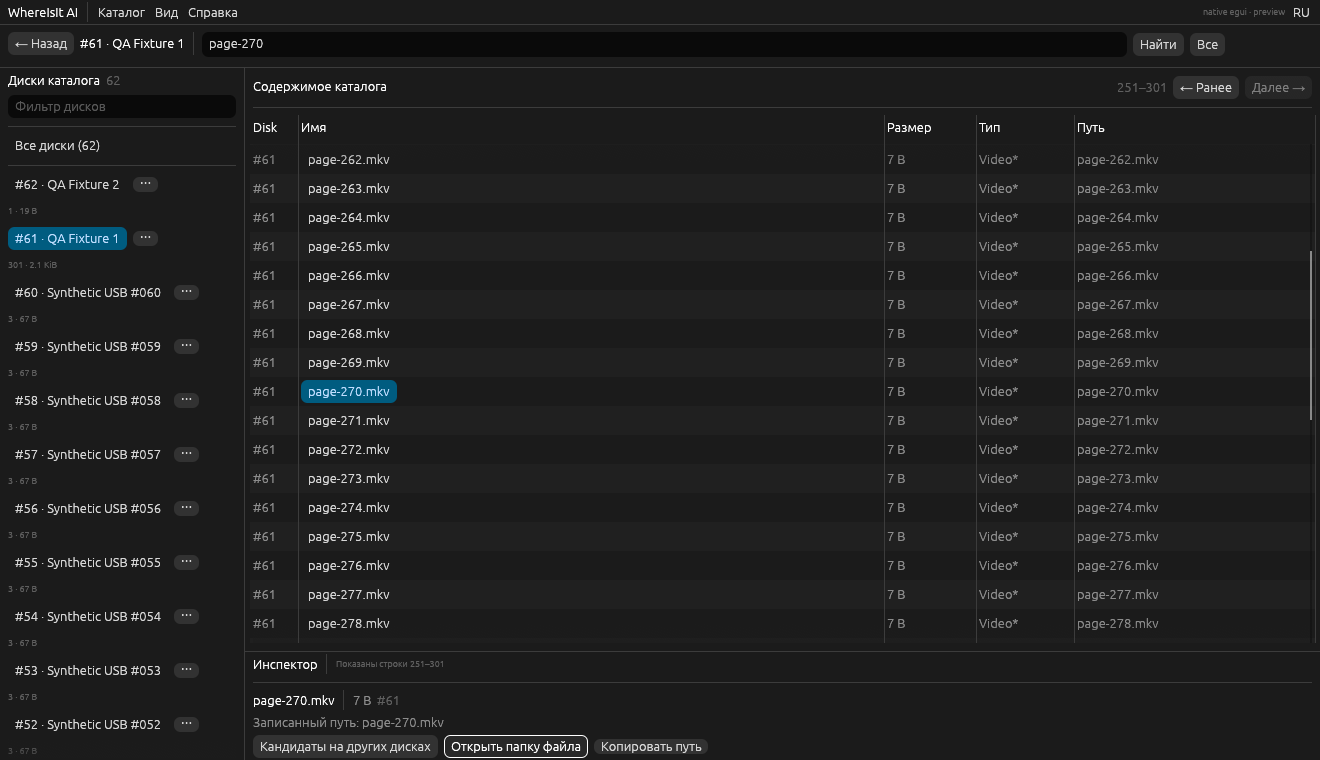 WhereIsIt AI Каталог Вид Справка native egui · preview RU
← Назад #61 · QA Fixture 1 page-270 Найти Все
Диски каталога 62
Фильтр дисков
Все диски (62)
#62 · QA Fixture 2 ···
1 · 19 B
#61 · QA Fixture 1 ···
301 · 2.1 KiB
#60 · Synthetic USB #060 ···
3 · 67 B
#59 · Synthetic USB #059 ···
3 · 67 B
#58 · Synthetic USB #058 ···
3 · 67 B
#57 · Synthetic USB #057 ···
3 · 67 B
#56 · Synthetic USB #056 ···
3 · 67 B
#55 · Synthetic USB #055 ···
3 · 67 B
#54 · Synthetic USB #054 ···
3 · 67 B
#53 · Synthetic USB #053 ···
3 · 67 B
#52 · Synthetic USB #052 ···
3 · 67 B
Содержимое каталога 251–301 ← Ранее Далее →
Disk Имя Размер Тип Путь
#61 page-262.mkv 7 B Video* page-262.mkv
#61 page-263.mkv 7 B Video* page-263.mkv
#61 page-264.mkv 7 B Video* page-264.mkv
#61 page-265.mkv 7 B Video* page-265.mkv
#61 page-266.mkv 7 B Video* page-266.mkv
#61 page-267.mkv 7 B Video* page-267.mkv
#61 page-268.mkv 7 B Video* page-268.mkv
#61 page-269.mkv 7 B Video* page-269.mkv
#61 page-270.mkv 7 B Video* page-270.mkv
#61 page-271.mkv 7 B Video* page-271.mkv
#61 page-272.mkv 7 B Video* page-272.mkv
#61 page-273.mkv 7 B Video* page-273.mkv
#61 page-274.mkv 7 B Video* page-274.mkv
#61 page-275.mkv 7 B Video* page-275.mkv
#61 page-276.mkv 7 B Video* page-276.mkv
#61 page-277.mkv 7 B Video* page-277.mkv
#61 page-278.mkv 7 B Video* page-278.mkv
Инспектор Показаны строки 251–301
page-270.mkv 7 B #61
Записанный путь: page-270.mkv
Кандидаты на других дисках Открыть папку файла Копировать путь